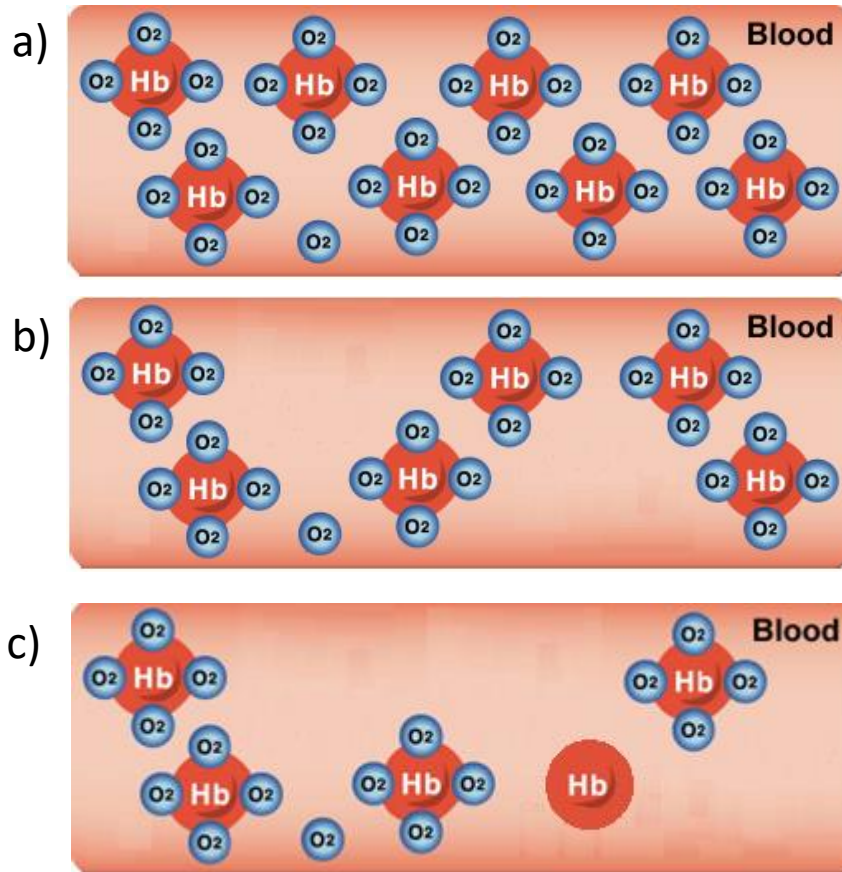 a)
O2 O2 O2 O2 Blood
O2 Hb O2 O2 Hb O2 O2 Hb O2 O2 Hb O2
O2 O2 O2 O2
O2 O2 O2 O2
O2 Hb O2 O2 Hb O2 O2 Hb O2 O2 Hb O2
O2 O2 O2 O2 O2
b)
O2 O2 O2 Blood
O2 Hb O2 O2 Hb O2 O2 Hb O2
O2 O2 O2
O2 O2 O2
O2 Hb O2 O2 Hb O2 O2 Hb O2
O2 O2 O2 O2
c)
O2 O2 Blood
O2 Hb O2 O2 Hb O2
O2 O2
O2 O2
O2 Hb O2 O2 Hb O2 Hb
O2 O2 O2